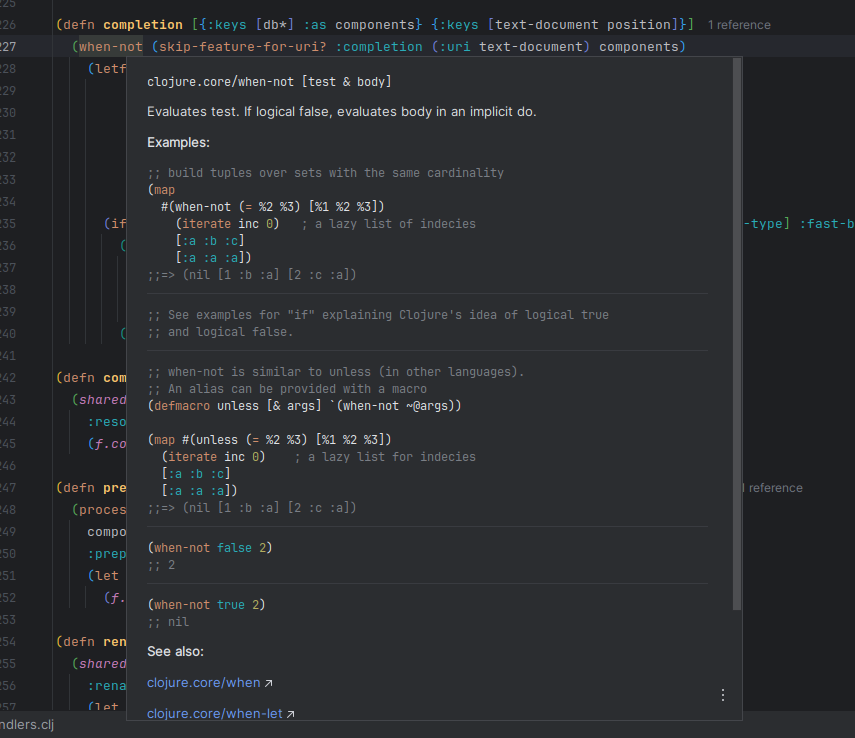 225
226 (defn completion [{:keys [db*] :as components} {:keys [text-document position]}] 1 reference
227 (when-not (skip-feature-for-uri? :completion (:uri text-document) components)
228 (letf
clojure.core/when-not [test & body]
229
Evaluates test. If logical false, evaluates body in an implicit do.
230
231
Examples:
232
;; build tuples over sets with the same cardinality
233
(map
234
#(when-not (= %2 %3) [%1 %2 %3])
235 (if
(iterate inc 0) ; a lazy list of indecies
-type] :fast-b
236 (
[:a :b :c]
237
[:a :a :a])
238
;;=> (nil [1 :b :a] [2 :c :a])
239
;; See examples for "if" explaining Clojure's idea of logical true
240 (
;; and logical false.
241
;; when-not is similar to unless (in other languages).
242 (defn com
;; An alias can be provided with a macro
243 (shared
(defmacro unless [& args] `(when-not ~@args))
244 :reso
245 (f.co
(map #(unless (= %2 %3) [%1 %2 %3])
246
(iterate inc 0) ; a lazy list for indecies
[:a :b :c]
247 (defn pre
[:a :a :a])
1 reference
248 (proces
;;=> (nil [1 :b :a] [2 :c :a])
249 compo
(when-not false 2)
250 :prep
;; 2
251 (let
252 (f.
(when-not true 2)
253
;; nil
254 (defn ren
See also:
255 (shared
256 :rena
clojure.core/when
257 (let
clojure.core/when-let
ndlers.clj